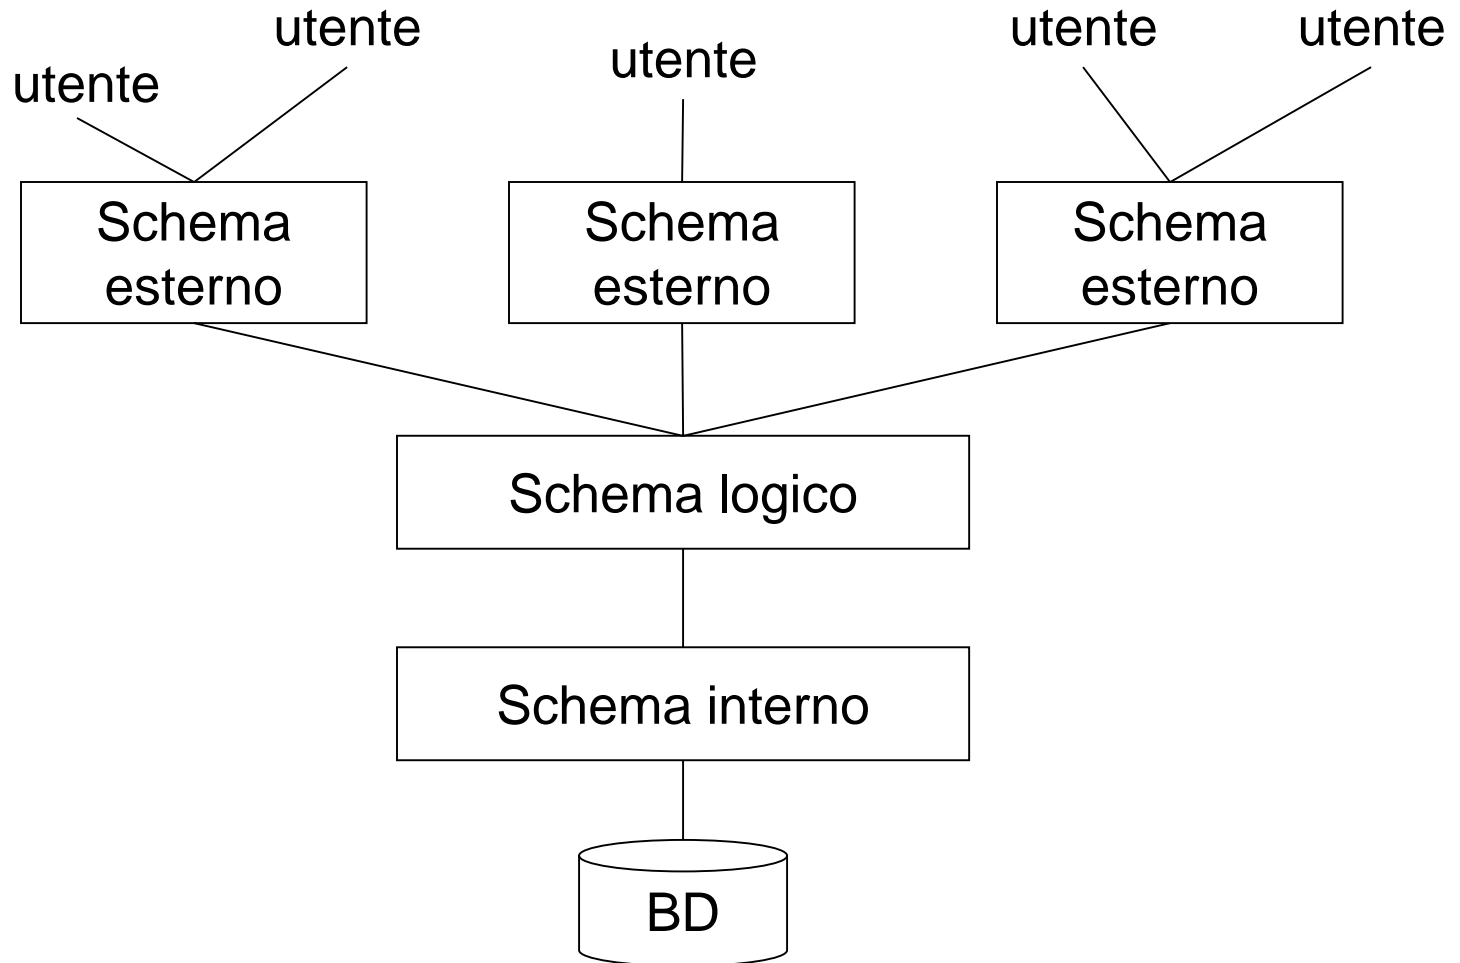 utente
utente
utente
utente
utente
Schema
esterno
Schema
esterno
Schema
esterno
Schema logico
Schema interno
BD